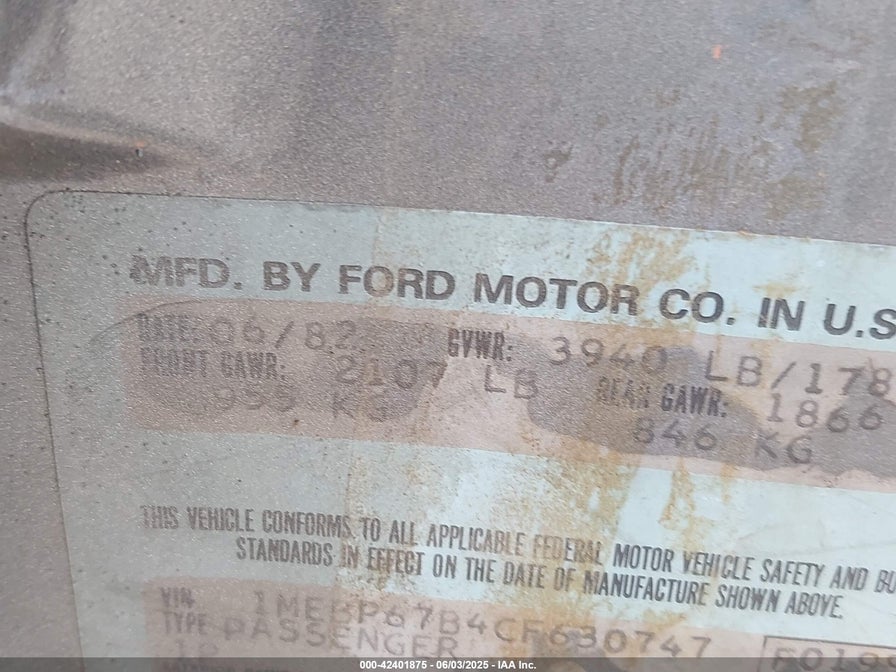 MFD. BY FORD MOTOR CO. IN U.S
DATE: 06/82 GVWR: 3940 LB/178
FRONT GAWR: 2107 LB REAR GAWR: 1866
955 KG 846 KG
THIS VEHICLE CONFORMS TO ALL APPLICABLE FEDERAL MOTOR VEHICLE SAFETY AND BU
STANDARDS IN EFFECT ON THE DATE OF MANUFACTURE SHOWN ABOVE.
VIN 1MEBP67B4CF630747
TYPE PASSENGER
000-42401875 - 06/03/2025 - IAA Inc.